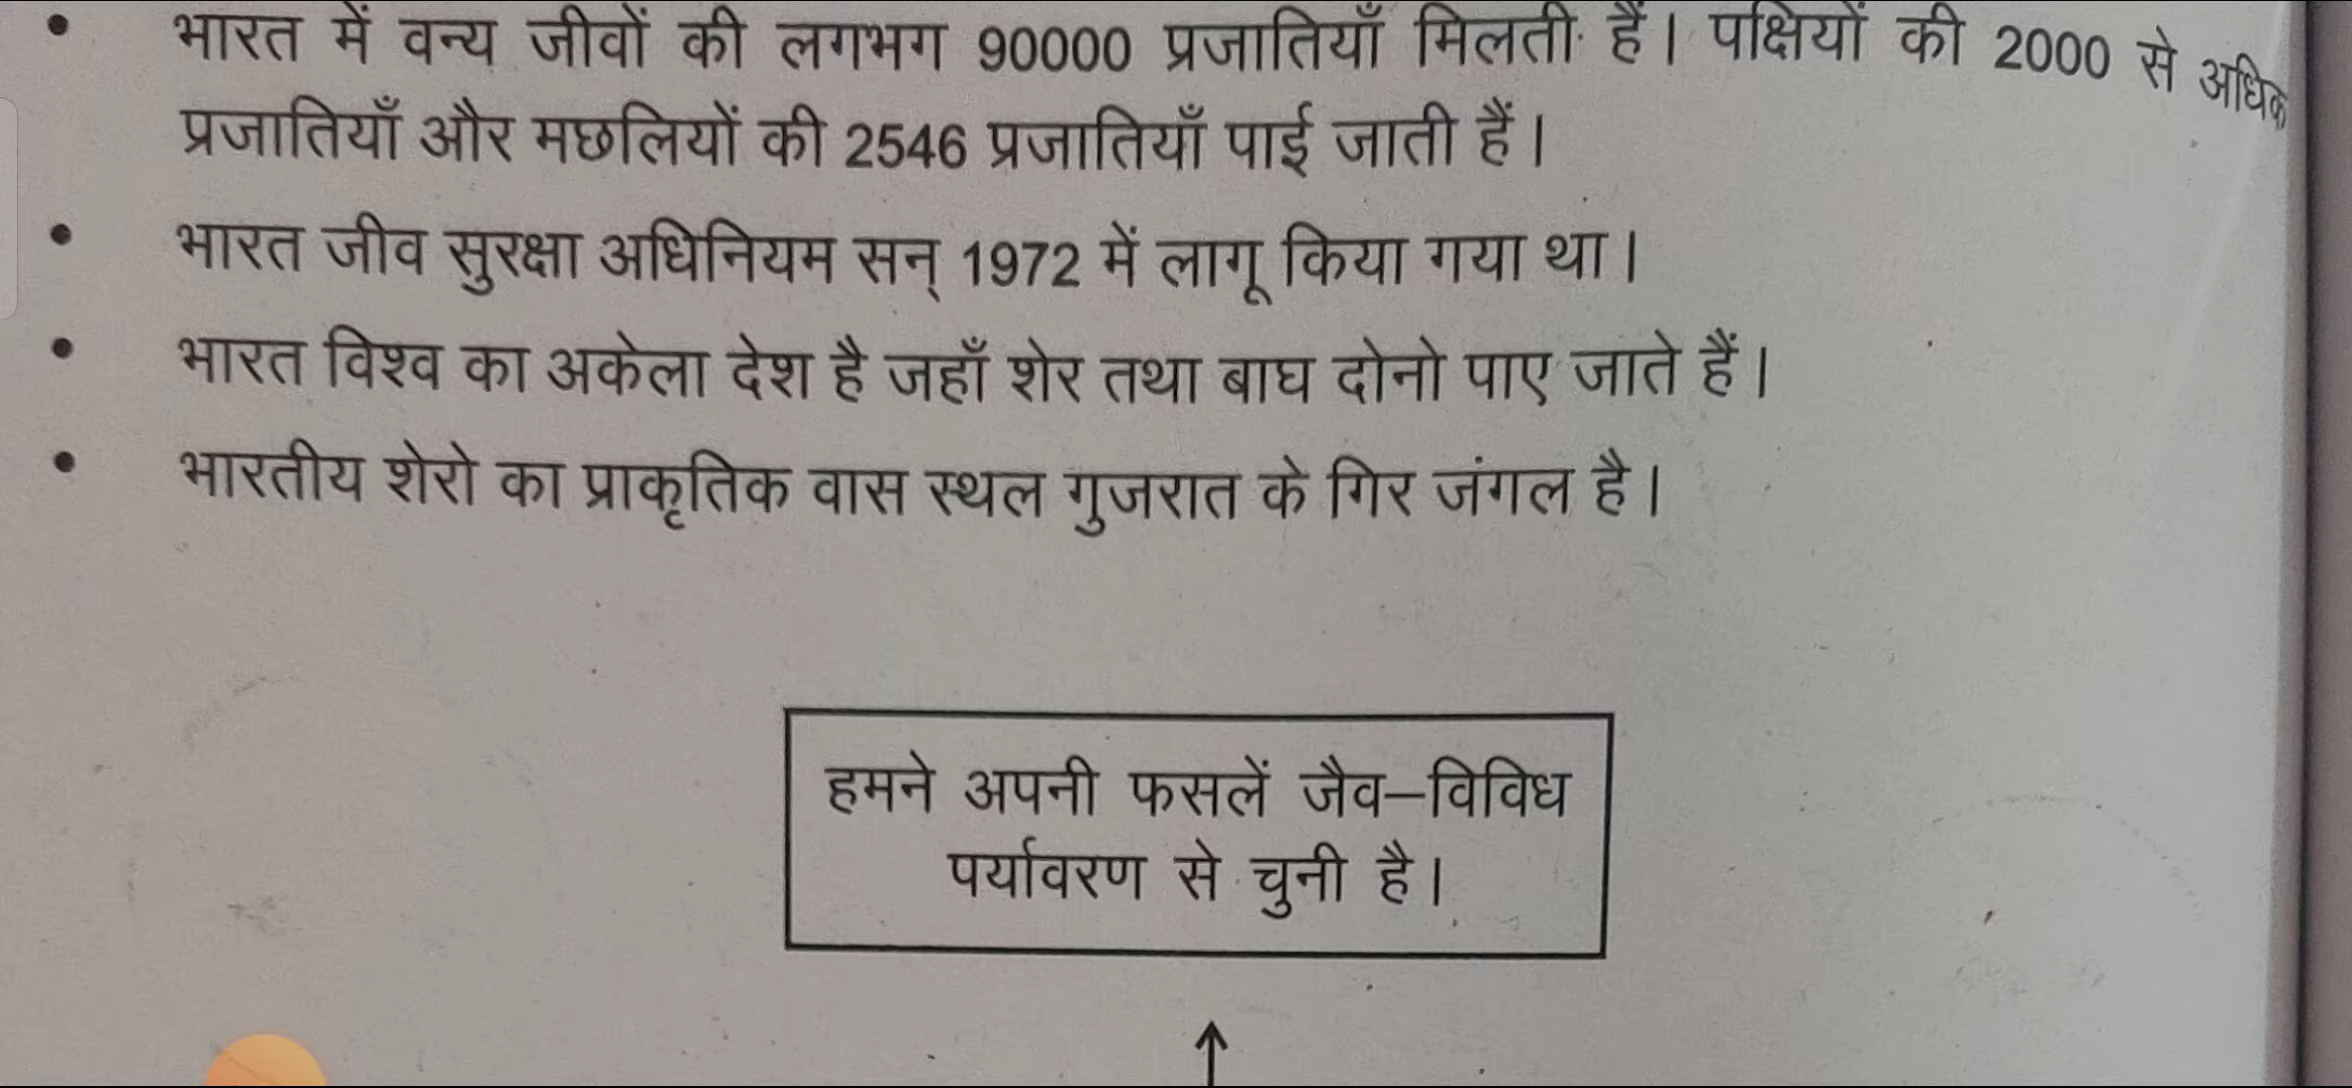 • भारत में वन्य जीवों की लगभग 90000 प्रजातियाँ मिलती हैं। पक्षियों की 2000 से अधिक
प्रजातियाँ और मछलियों की 2546 प्रजातियाँ पाई जाती हैं।
• भारत जीव सुरक्षा अधिनियम सन् 1972 में लागू किया गया था।
• भारत विश्व का अकेला देश है जहाँ शेर तथा बाघ दोनो पाए जाते हैं।
• भारतीय शेरो का प्राकृतिक वास स्थल गुजरात के गिर जंगल है।
हमने अपनी फसलें जैव–विविध
पर्यावरण से चुनी है।